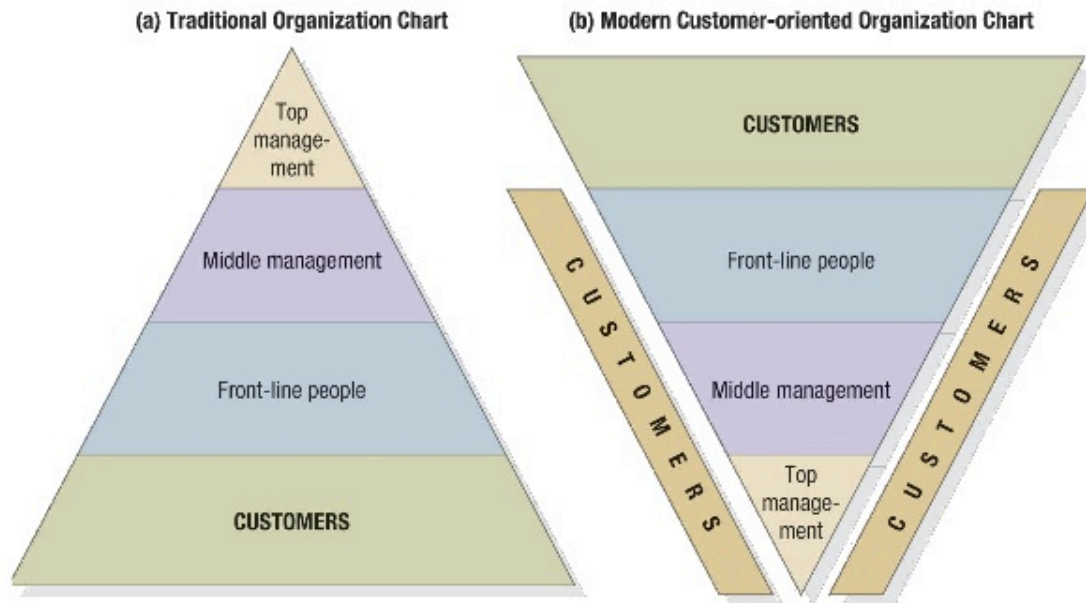 (a) Traditional Organization Chart
Top
manage-
ment
Middle management
Front-line people
CUSTOMERS
(b) Modern Customer-oriented Organization Chart
CUSTOMERS
Front-line people
Middle management
Top
manage-
ment
CUSTOMERS
CUSTOMERS